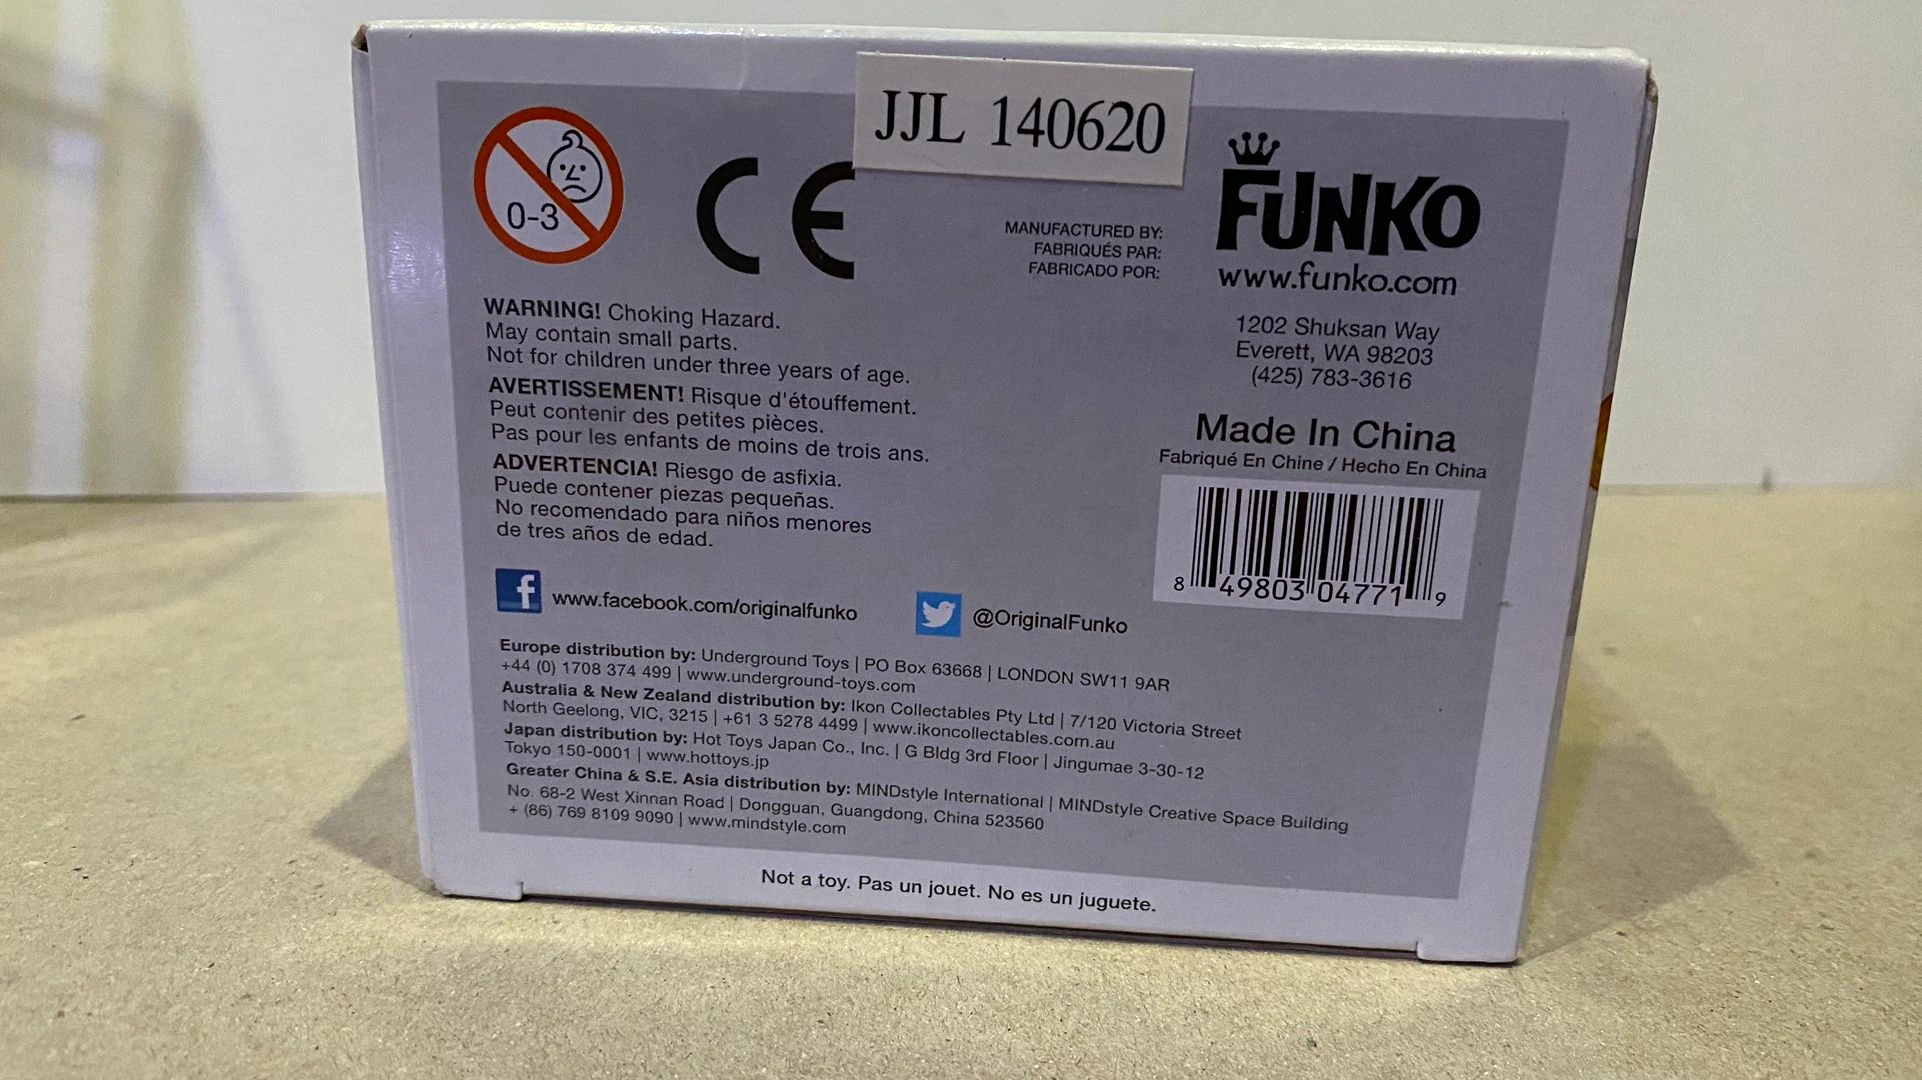 JJL 140620
0-3
CE
MANUFACTURED BY:
FABRIQUÉS PAR:
FABRICADO POR:
FUNKO
www.funko.com
1202 Shuksan Way
Everett, WA 98203
(425) 783-3616
WARNING! Choking Hazard.
May contain small parts.
Not for children under three years of age.
AVERTISSEMENT! Risque d'étouffement.
Peut contenir des petites pièces.
Pas pour les enfants de moins de trois ans.
ADVERTENCIA! Riesgo de asfixia.
Puede contener piezas pequeñas.
No recomendado para niños menores
de tres años de edad.
Made In China
Fabriqué En Chine / Hecho En China
8 49803 04771 9
f www.facebook.com/originalfunko
@OriginalFunko
Europe distribution by: Underground Toys | PO Box 63668 | LONDON SW11 9AR
+44 (0) 1708 374 499 | www.underground-toys.com
Australia & New Zealand distribution by: Ikon Collectables Pty Ltd | 7/120 Victoria Street
North Geelong, VIC, 3215 | +61 3 5278 4499 | www.ikoncollectables.com.au
Japan distribution by: Hot Toys Japan Co., Inc. | G Bldg 3rd Floor | Jingumae 3-30-12
Tokyo 150-0001 | www.hottoys.jp
Greater China & S.E. Asia distribution by: MINDstyle International | MINDstyle Creative Space Building
No. 68-2 West Xinnan Road | Dongguan, Guangdong, China 523560
+ (86) 769 8109 9090 | www.mindstyle.com
Not a toy. Pas un jouet. No es un juguete.